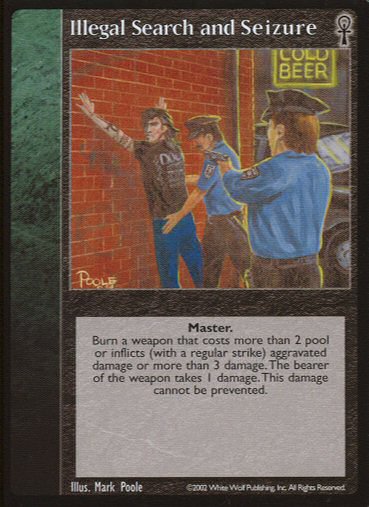 Illegal Search and Seizure
COLD
BEER
POOLE
Master.
Burn a weapon that costs more than 2 pool
or inflicts (with a regular strike) aggravated
damage or more than 3 damage. The bearer
of the weapon takes 1 damage. This damage
cannot be prevented.
Illus. Mark Poole
©2002 White Wolf Publishing, Inc. All Rights Reserved.